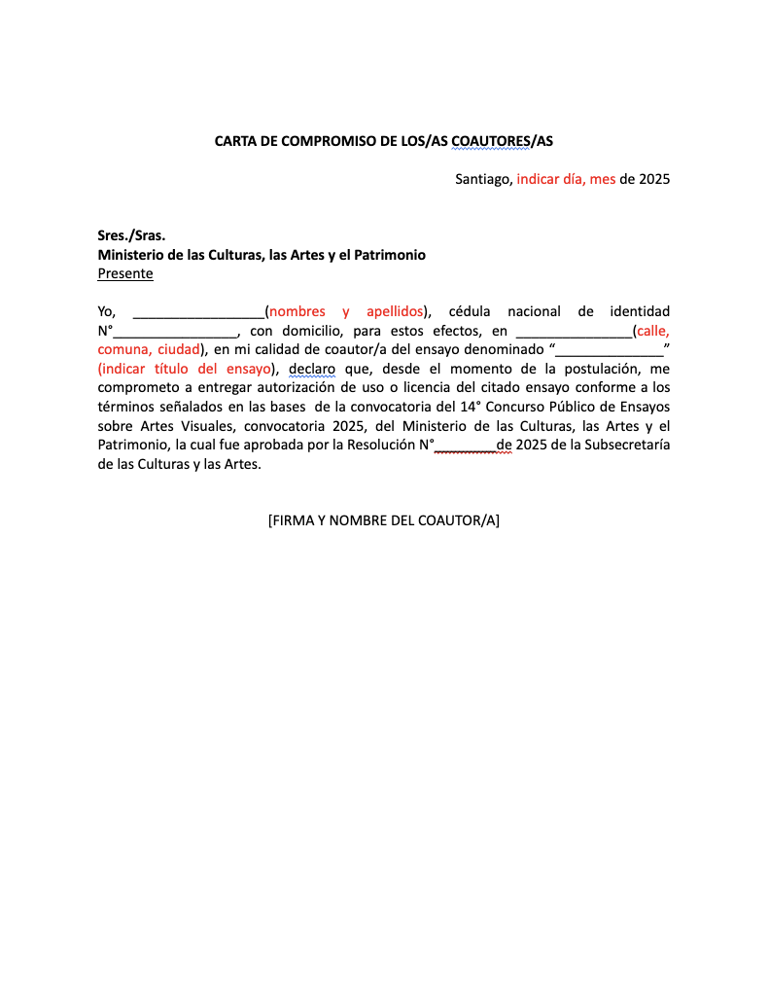 CARTA DE COMPROMISO DE LOS/AS COAUTORES/AS
Santiago, indicar día, mes de 2025
Sres./Sras.
Ministerio de las Culturas, las Artes y el Patrimonio
Presente
Yo, _________________(nombres y apellidos), cédula nacional de identidad
N°________________, con domicilio, para estos efectos, en _______________(calle,
comuna, ciudad), en mi calidad de coautor/a del ensayo denominado “______________”
(indicar título del ensayo), declaro que, desde el momento de la postulación, me
comprometo a entregar autorización de uso o licencia del citado ensayo conforme a los
términos señalados en las bases  de la convocatoria del 14° Concurso Público de Ensayos
sobre Artes Visuales, convocatoria 2025, del Ministerio de las Culturas, las Artes y el
Patrimonio, la cual fue aprobada por la Resolución N°________de 2025 de la Subsecretaría
de las Culturas y las Artes.
[FIRMA Y NOMBRE DEL COAUTOR/A]